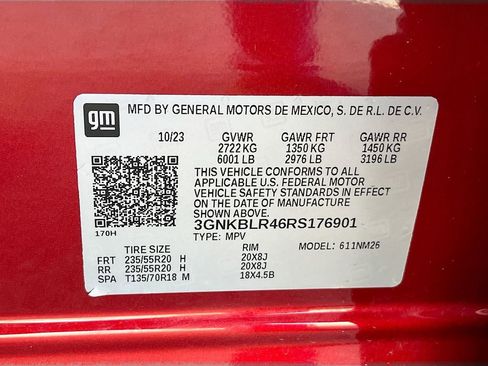 gm
MFD BY GENERAL MOTORS DE MEXICO, S. DE R.L. DE C.V.
10/23 GVWR GAWR FRT GAWR RR
2722 KG 1350 KG 1450 KG
6001 LB 2976 LB 3196 LB
THIS VEHICLE CONFORMS TO ALL
APPLICABLE U.S. FEDERAL MOTOR
VEHICLE SAFETY STANDARDS IN EFFECT
ON THE DATE OF MANUFACTURE SHOWN ABOVE.
3GNKBLR46RS176901
170H TYPE: MPV MODEL: 611NM26
TIRE SIZE RIM
FRT 235/55R20 H 20X8J
RR 235/55R20 H 20X8J
SPA T135/70R18 M 18X4.5B